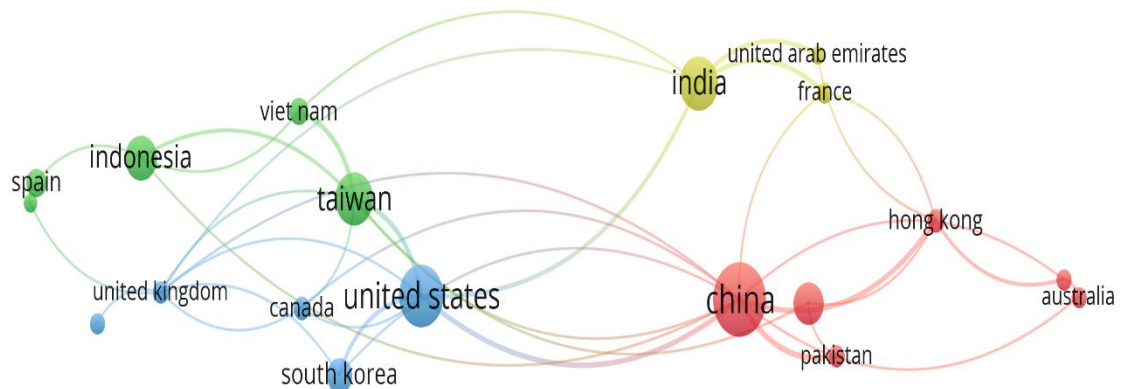 united arab emirates
india
france
viet nam
indonesia
spain
taiwan
hong kong
united kingdom
canada
united states
china
australia
pakistan
south korea